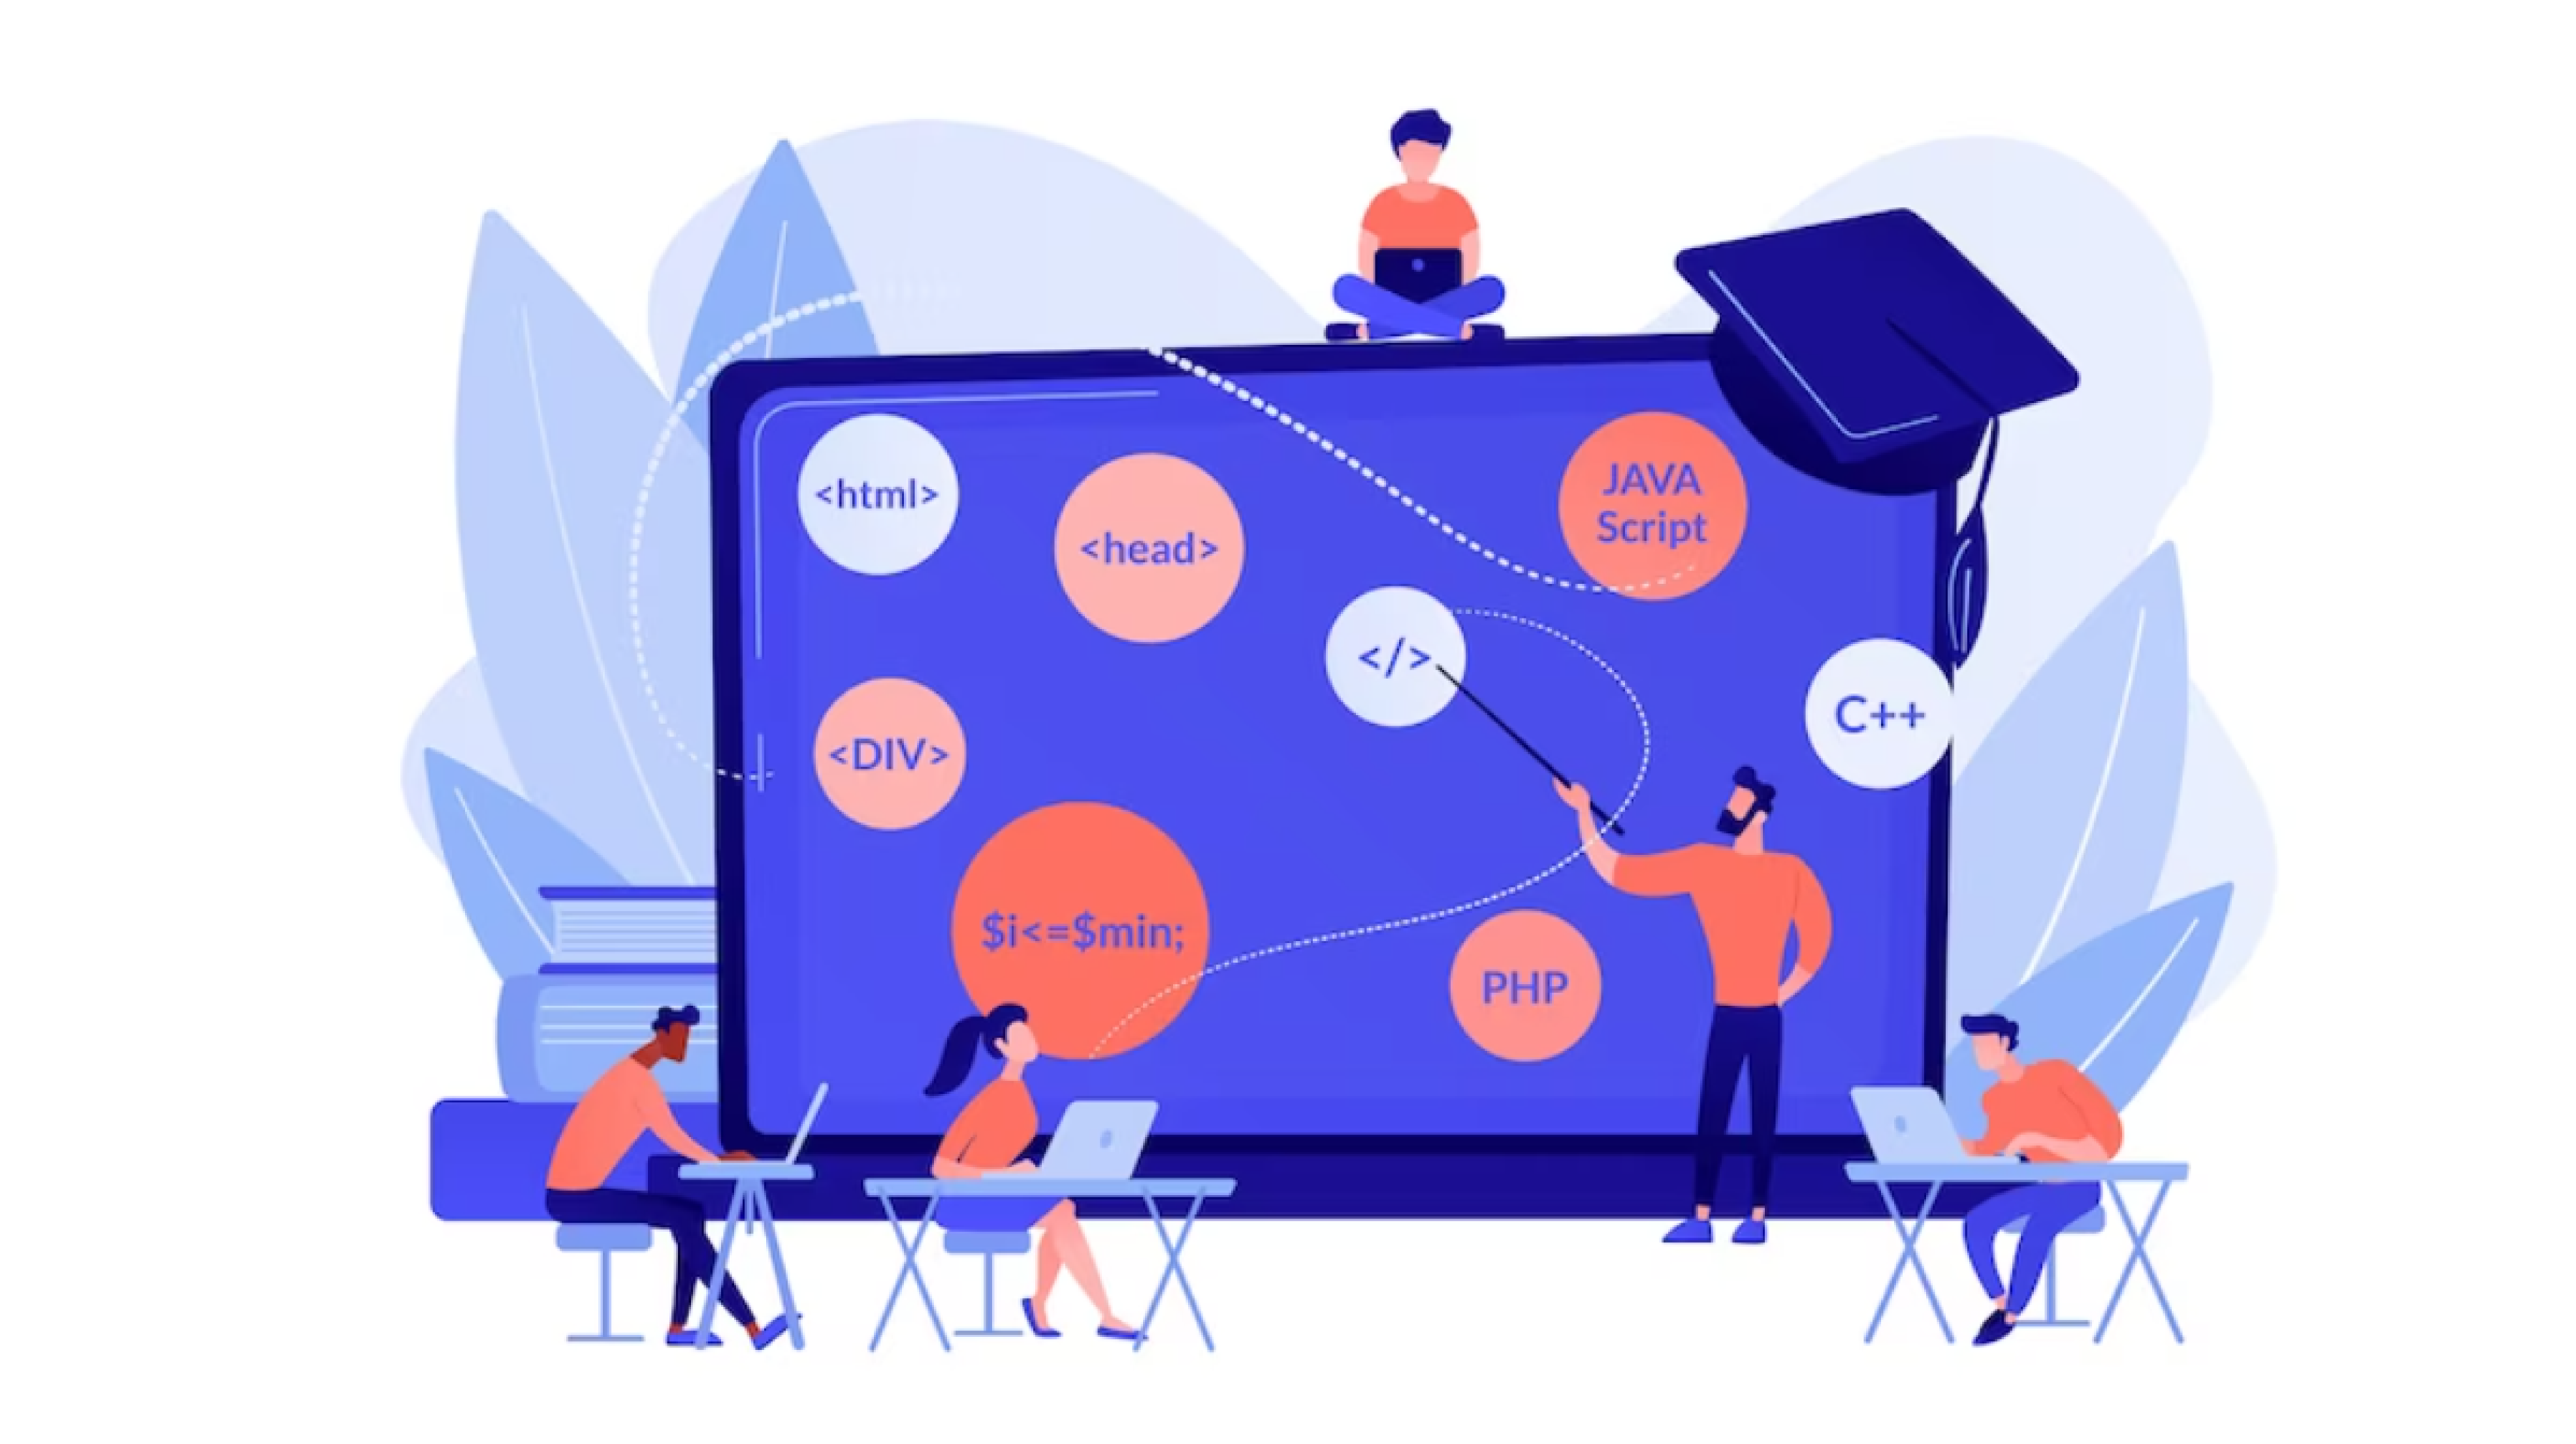 <html>
<head>
JAVA
Script
</>
C++
<DIV>
$i<=$min;
PHP